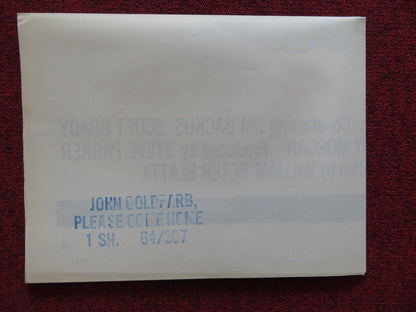 Co-starring JIM BACKUS SCOTT BRADY
Y MORGAN · Produced by STEVE PARKER
ten by WILLIAM PETER BLATTY
JOHN GOLDFARB,
PLEASE COME HOME
1 SH. 64/307